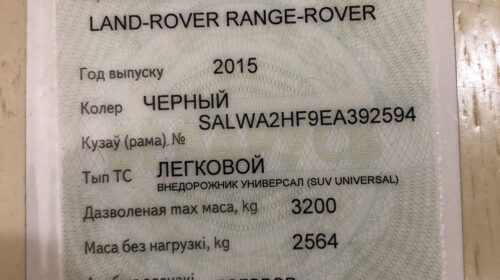 LAND-ROVER RANGE-ROVER
Год выпуску 2015
Колер ЧЕРНЫЙ
SALWA2HF9EA392594
Кузаў (рама) №
Тып ТС ЛЕГКОВОЙ
ВНЕДОРОЖНИК УНИВЕРСАЛ (SUV UNIVERSAL)
Дазволеная max маса, kg 3200
Маса без нагрузкі, kg 2564